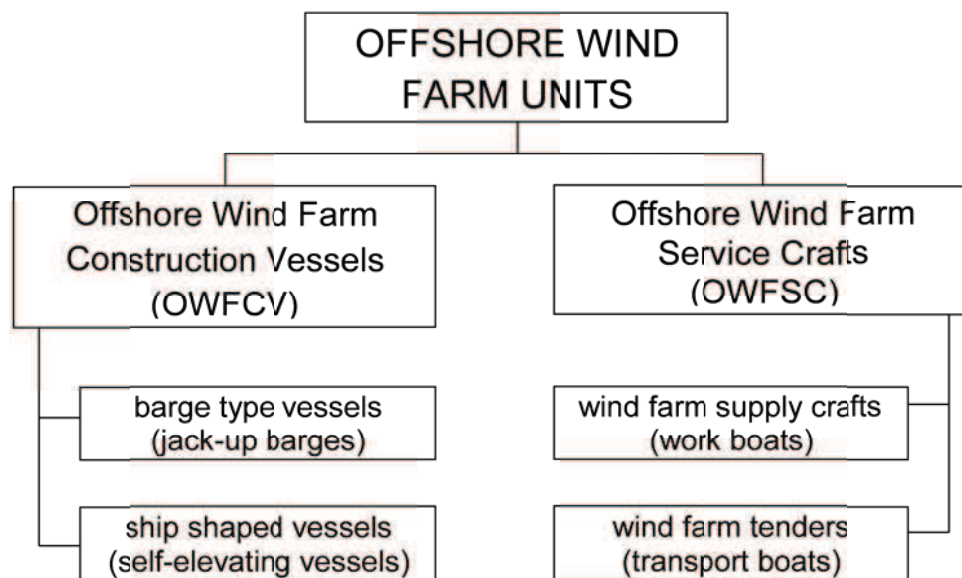 OFFSHORE WIND
FARM UNITS
Offshore Wind Farm
Construction Vessels
(OWFCV)
Offshore Wind Farm
Service Crafts
(OWFSC)
barge type vessels
(jack-up barges)
wind farm supply crafts
(work boats)
ship shaped vessels
(self-elevating vessels)
wind farm tenders
(transport boats)